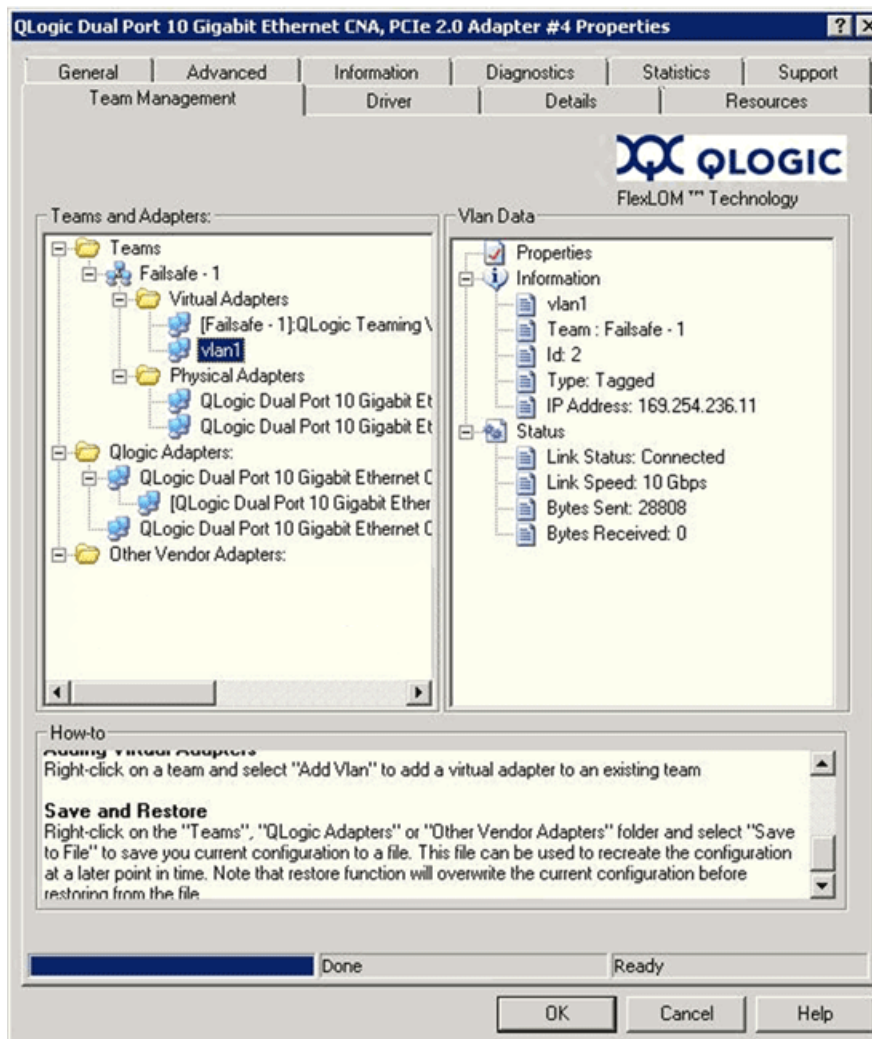 QLogic Dual Port 10 Gigabit Ethernet CNA, PCIe 2.0 Adapter #4 Properties
General
Advanced
Information
Diagnostics
Statistics
Support
Team Management
Driver
Details
Resources
QLOGIC
FlexLOM ™ Technology
Teams and Adapters:
Teams
Failsafe - 1
Virtual Adapters
[Failsafe - 1]:QLogic Teaming V
vlan1
Physical Adapters
QLogic Dual Port 10 Gigabit Et
QLogic Dual Port 10 Gigabit Et
Qlogic Adapters:
QLogic Dual Port 10 Gigabit Ethernet C
[QLogic Dual Port 10 Gigabit Ether
QLogic Dual Port 10 Gigabit Ethernet C
Other Vendor Adapters:
Vlan Data
Properties
Information
vlan1
Team : Failsafe - 1
Id: 2
Type: Tagged
IP Address: 169.254.236.11
Status
Link Status: Connected
Link Speed: 10 Gbps
Bytes Sent: 28808
Bytes Received: 0
How-to
Adding Virtual Adapters
Right-click on a team and select "Add Vlan" to add a virtual adapter to an existing team
Save and Restore
Right-click on the "Teams", "QLogic Adapters" or "Other Vendor Adapters" folder and select "Save
to File" to save you current configuration to a file. This file can be used to recreate the configuration
at a later point in time. Note that restore function will overwrite the current configuration before
restoring from the file
Done
Ready
OK
Cancel
Help